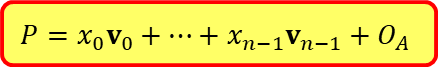 P = x₀v₀ + ⋯ + xₙ₋₁vₙ₋₁ + O_A